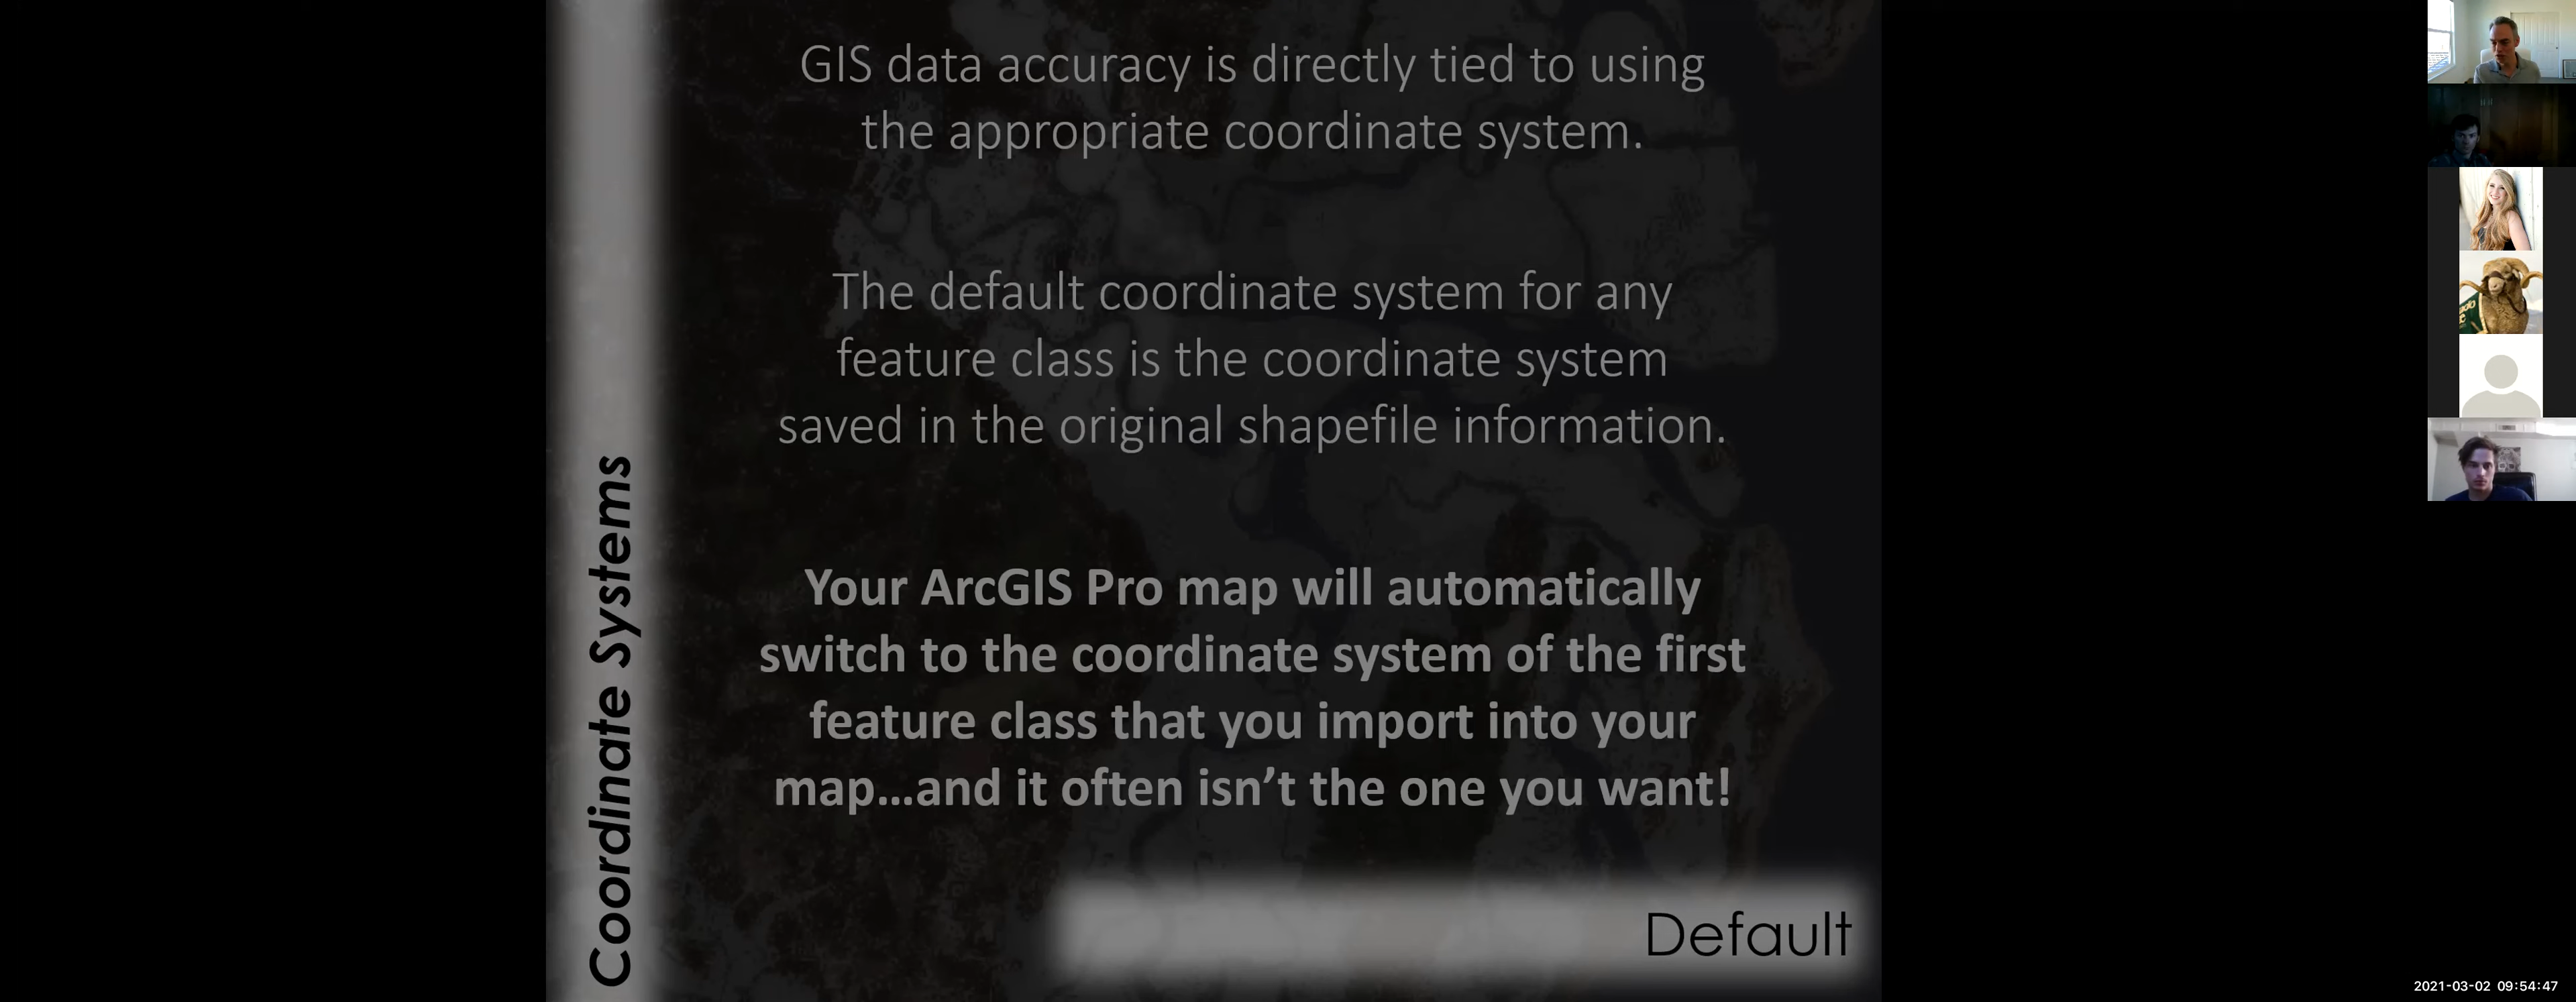 GIS data accuracy is directly tied to using
the appropriate coordinate system.
The default coordinate system for any
feature class is the coordinate system
saved in the original shapefile information.
Your ArcGIS Pro map will automatically
switch to the coordinate system of the first
feature class that you import into your
map...and it often isn’t the one you want!
Coordinate Systems
Default
2021-03-02 09:54:47